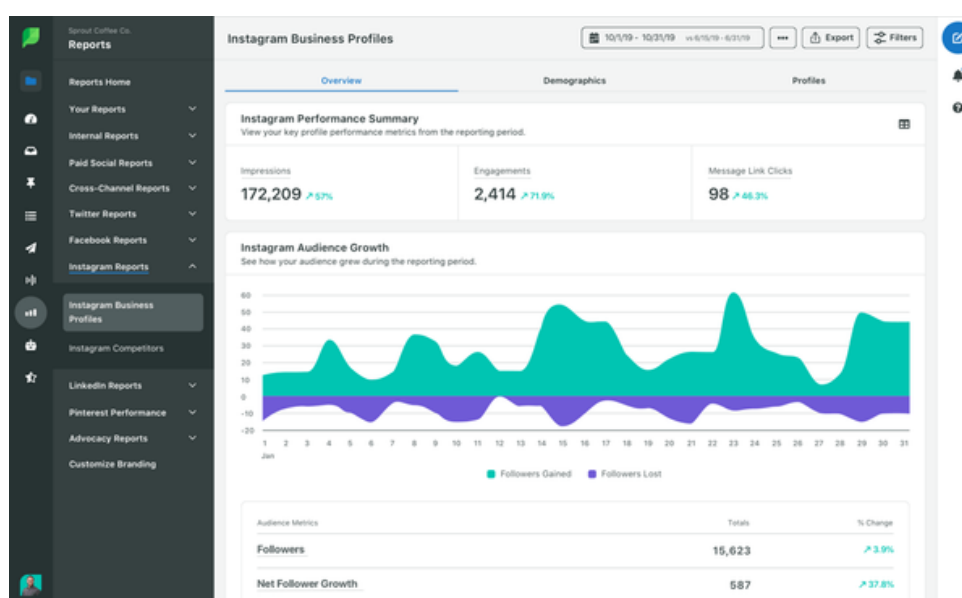 Sprout Coffee Co.
Reports
Reports Home
Your Reports
Internal Reports
Paid Social Reports
Cross-Channel Reports
Twitter Reports
Facebook Reports
Instagram Reports
Instagram Business
Profiles
Instagram Competitors
LinkedIn Reports
Pinterest Performance
Advocacy Reports
Customize Branding
Instagram Business Profiles
10/1/19 - 10/31/19
Export
Filters
Overview Demographics Profiles
Instagram Performance Summary
View your key profile performance metrics from the reporting period.
Impressions Engagements Message Link Clicks
172,209 57% 2,414 71.9% 98 46.3%
Instagram Audience Growth
See how your audience grew during the reporting period.
60
50
40
30
20
10
0
-10
-20
1 2 3 4 5 6 7 8 9 10 11 12 13 14 15 16 17 18 19 20 21 22 23 24 25 26 27 28 29 30 31
Jan
Followers Gained Followers Lost
Audience Metrics Totals % Change
Followers 15,623 3.9%
Net Follower Growth 587 37.8%